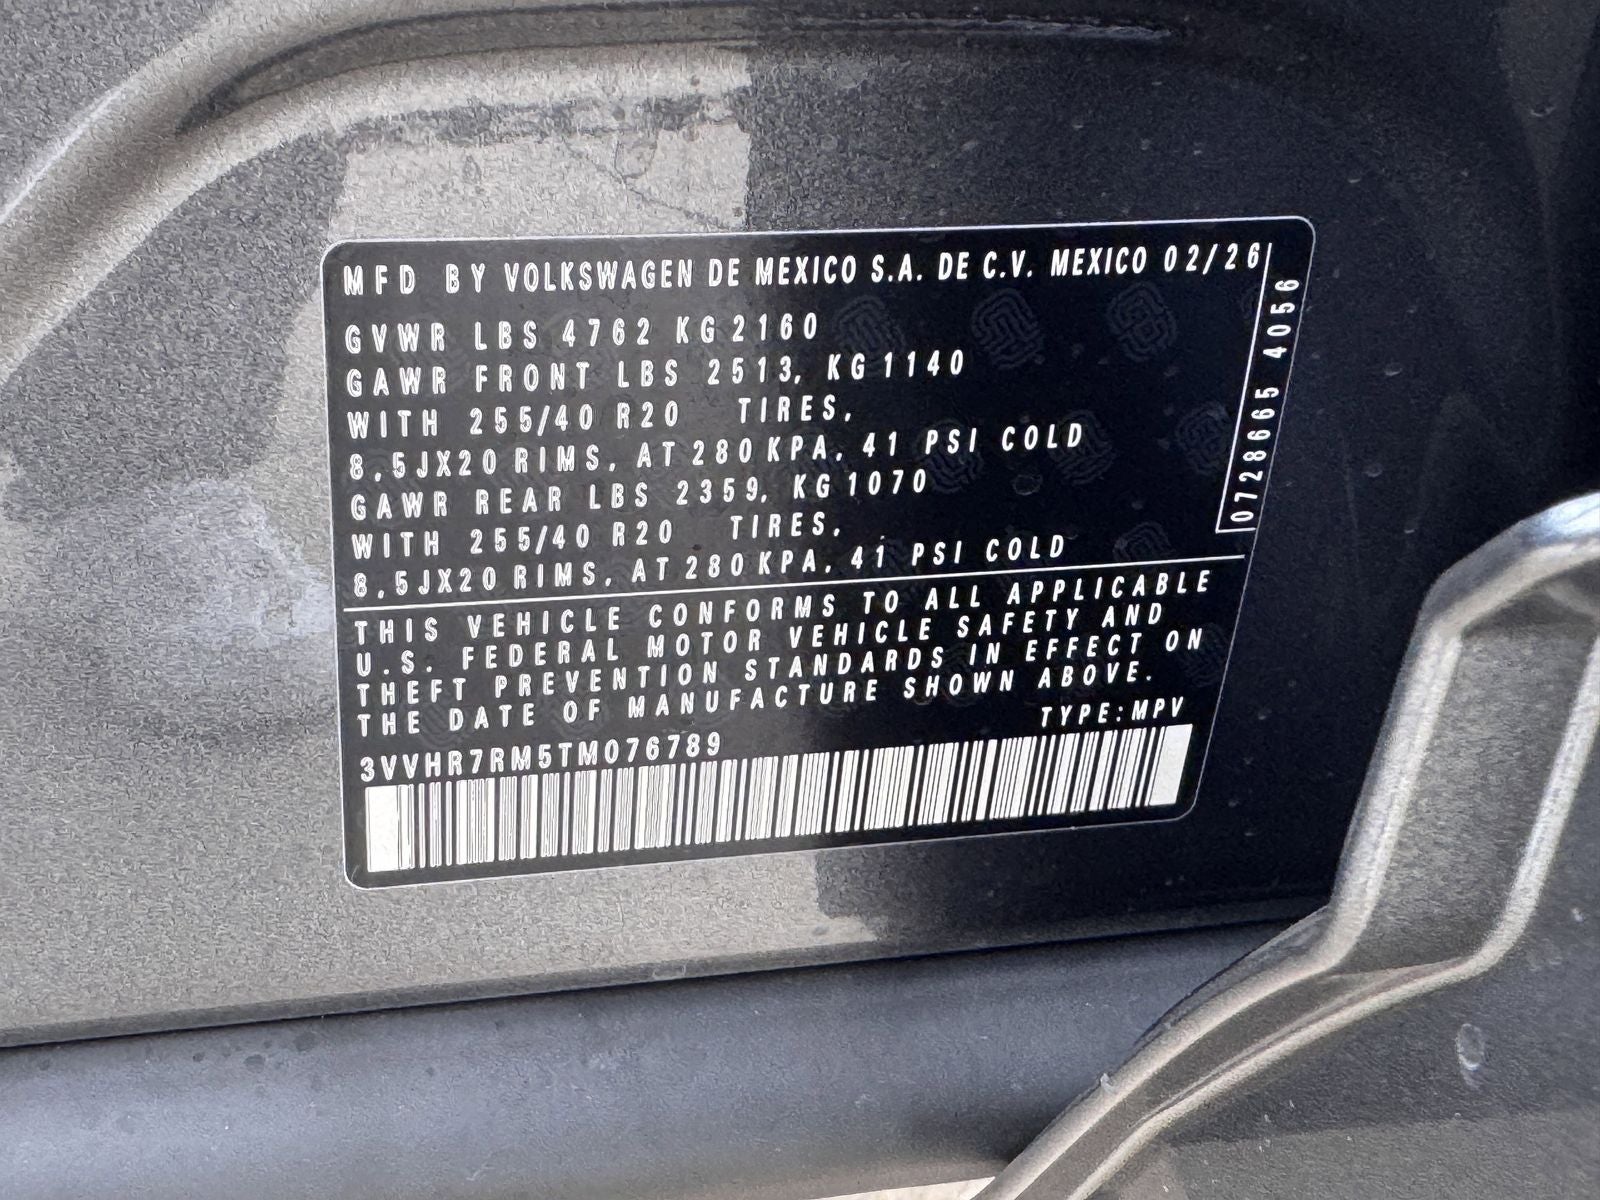 MFD BY VOLKSWAGEN DE MEXICO S.A. DE C.V. MEXICO 02/26
GVWR LBS 4762 KG 2160
GAWR FRONT LBS 2513, KG 1140
WITH 255/40 R20 TIRES,
8,5JX20 RIMS, AT 280 KPA, 41 PSI COLD
GAWR REAR LBS 2359, KG 1070
WITH 255/40 R20 TIRES,
8,5JX20 RIMS, AT 280 KPA, 41 PSI COLD
0728665 4056
THIS VEHICLE CONFORMS TO ALL APPLICABLE
U.S. FEDERAL MOTOR VEHICLE SAFETY AND
THEFT PREVENTION STANDARDS IN EFFECT ON
THE DATE OF MANUFACTURE SHOWN ABOVE.
TYPE:MPV
3VVHR7RM5TM076789